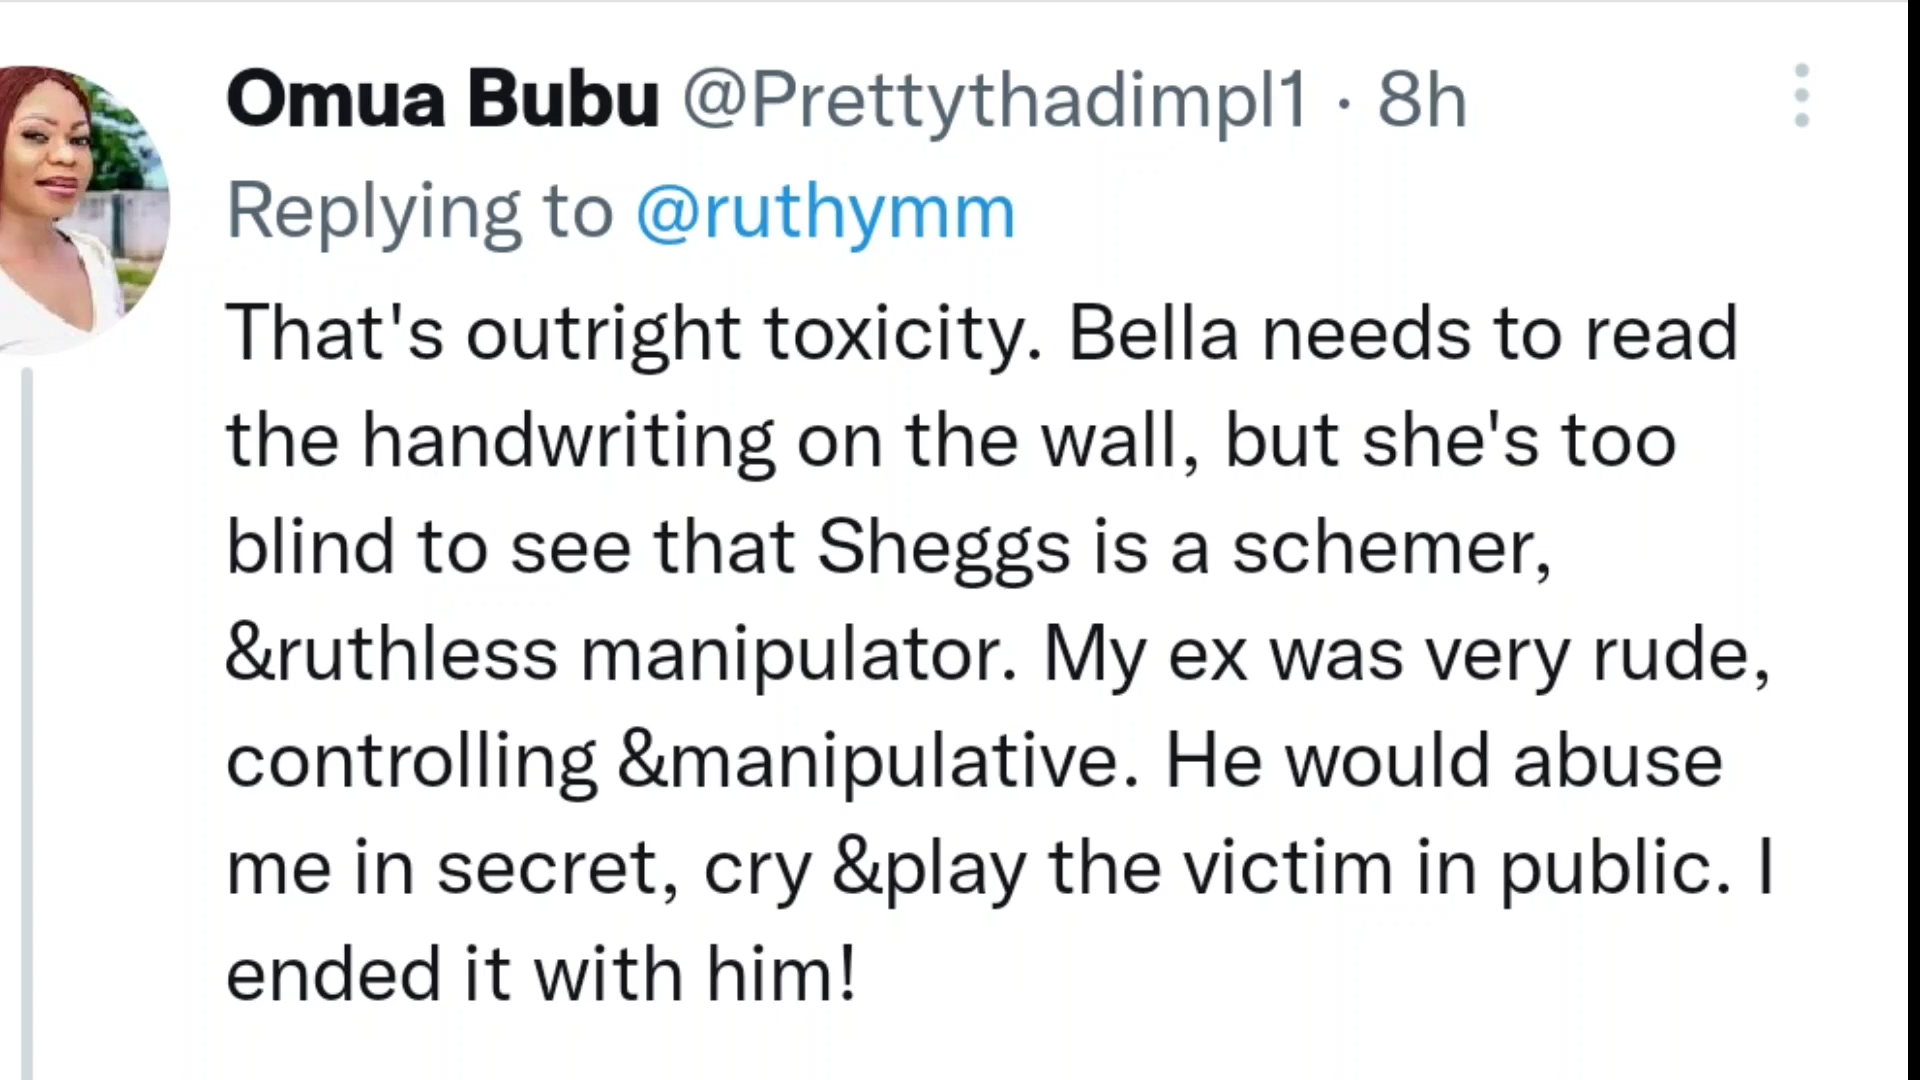 Omua Bubu @Prettythadimpl1 · 8h
Replying to @ruthymm
That's outright toxicity. Bella needs to read
the handwriting on the wall, but she's too
blind to see that Sheggs is a schemer,
&ruthless manipulator. My ex was very rude,
controlling &manipulative. He would abuse
me in secret, cry &play the victim in public. I
ended it with him!